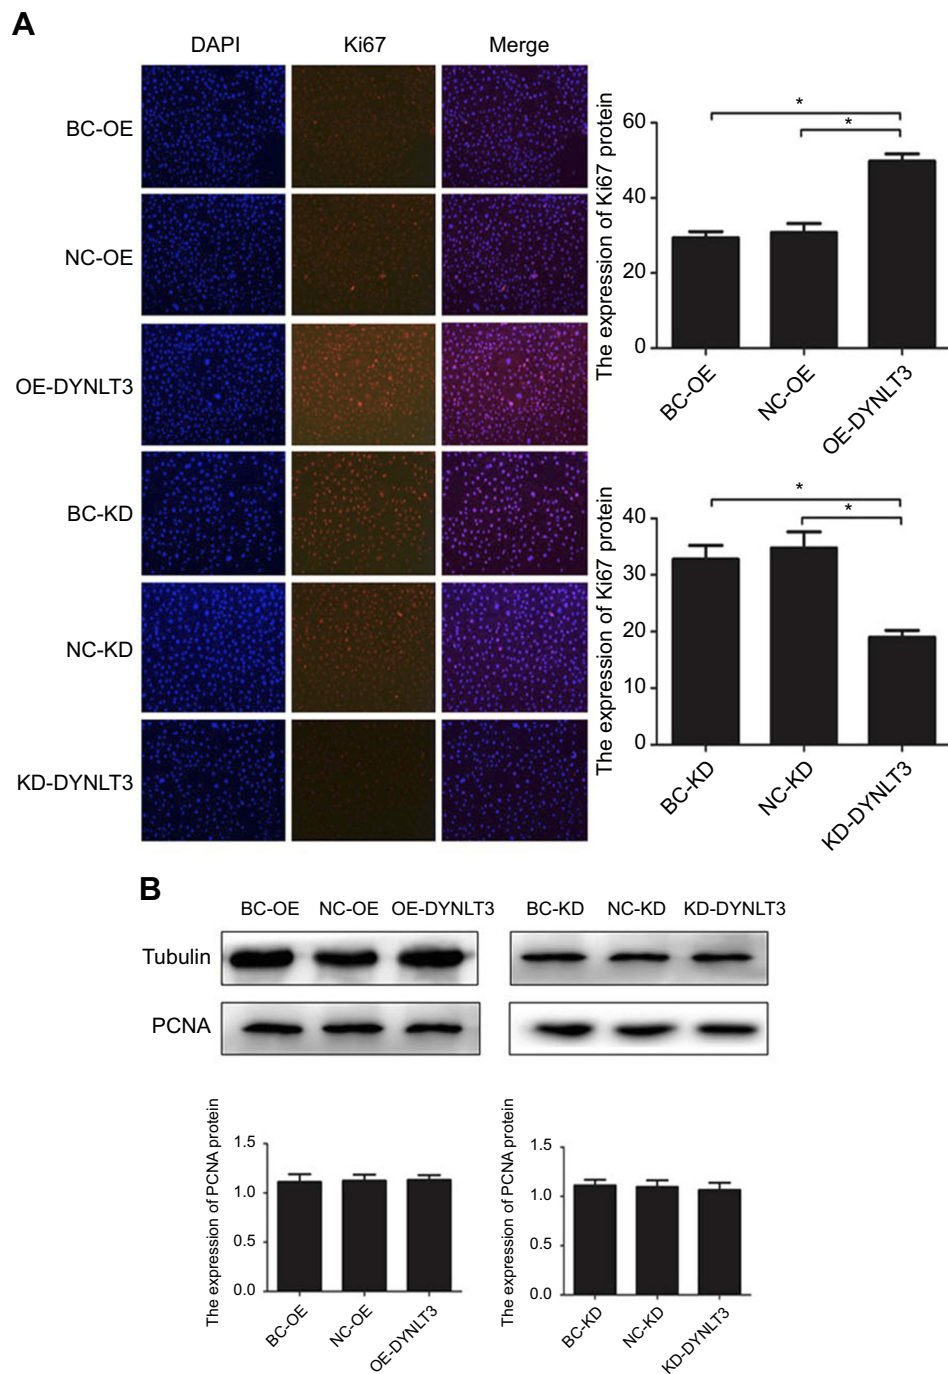 A
DAPI Ki67 Merge
BC-OE
NC-OE
OE-DYNLT3
BC-KD
NC-KD
KD-DYNLT3
The expression of Ki67 protein
60
40
20
0
*
*
BC-OE
NC-OE
OE-DYNLT3
The expression of Ki67 protein
40
30
20
10
0
*
*
BC-KD
NC-KD
KD-DYNLT3
B
BC-OE NC-OE OE-DYNLT3 BC-KD NC-KD KD-DYNLT3
Tubulin
PCNA
The expression of PCNA protein
1.5
1.0
0.5
0.0
BC-OE
NC-OE
OE-DYNLT3
The expression of PCNA protein
1.5
1.0
0.5
0.0
BC-KD
NC-KD
KD-DYNLT3